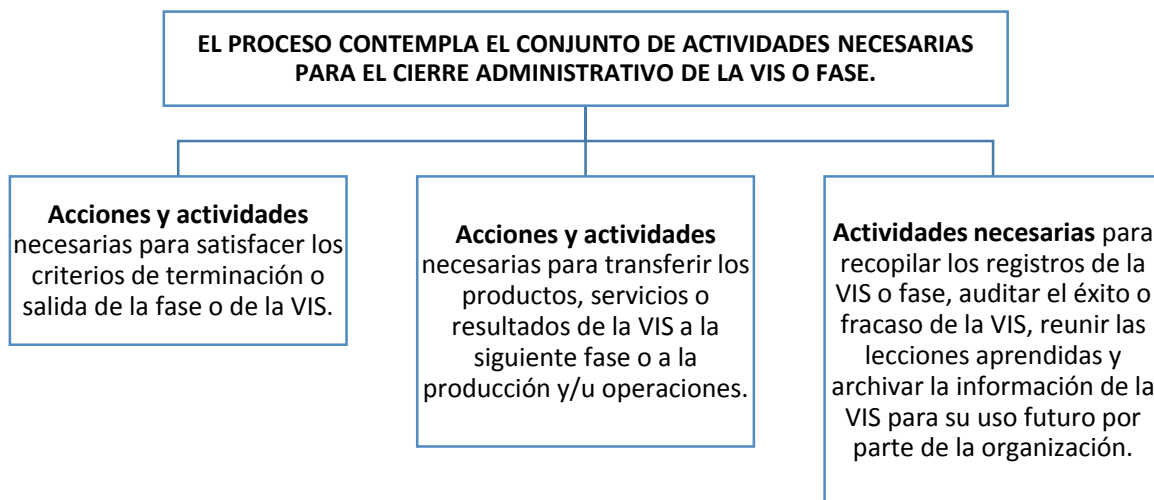 EL PROCESO CONTEMPLA EL CONJUNTO DE ACTIVIDADES NECESARIAS
PARA EL CIERRE ADMINISTRATIVO DE LA VIS O FASE.
Acciones y actividades
necesarias para satisfacer los
criterios de terminación o
salida de la fase o de la VIS.
Acciones y actividades
necesarias para transferir los
productos, servicios o
resultados de la VIS a la
siguiente fase o a la
producción y/u operaciones.
Actividades necesarias para
recopilar los registros de la
VIS o fase, auditar el éxito o
fracaso de la VIS, reunir las
lecciones aprendidas y
archivar la información de la
VIS para su uso futuro por
parte de la organización.